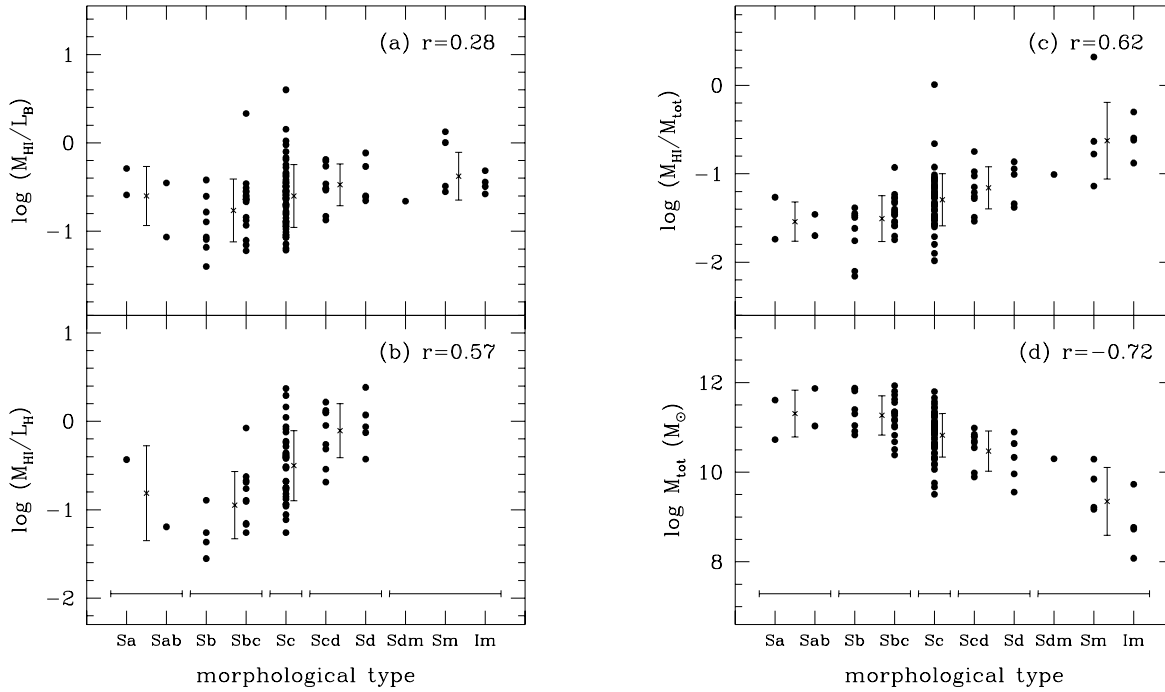 (a) r=0.28
1
0
−1
log (M_HI/L_B)
(b) r=0.57
1
0
−1
−2
log (M_HI/L_H)
Sa Sab Sb Sbc Sc Scd Sd Sdm Sm Im
morphological type
(c) r=0.62
0
−1
−2
log (M_HI/M_tot)
(d) r=−0.72
12
10
8
log M_tot (M_⊙)
Sa Sab Sb Sbc Sc Scd Sd Sdm Sm Im
morphological type